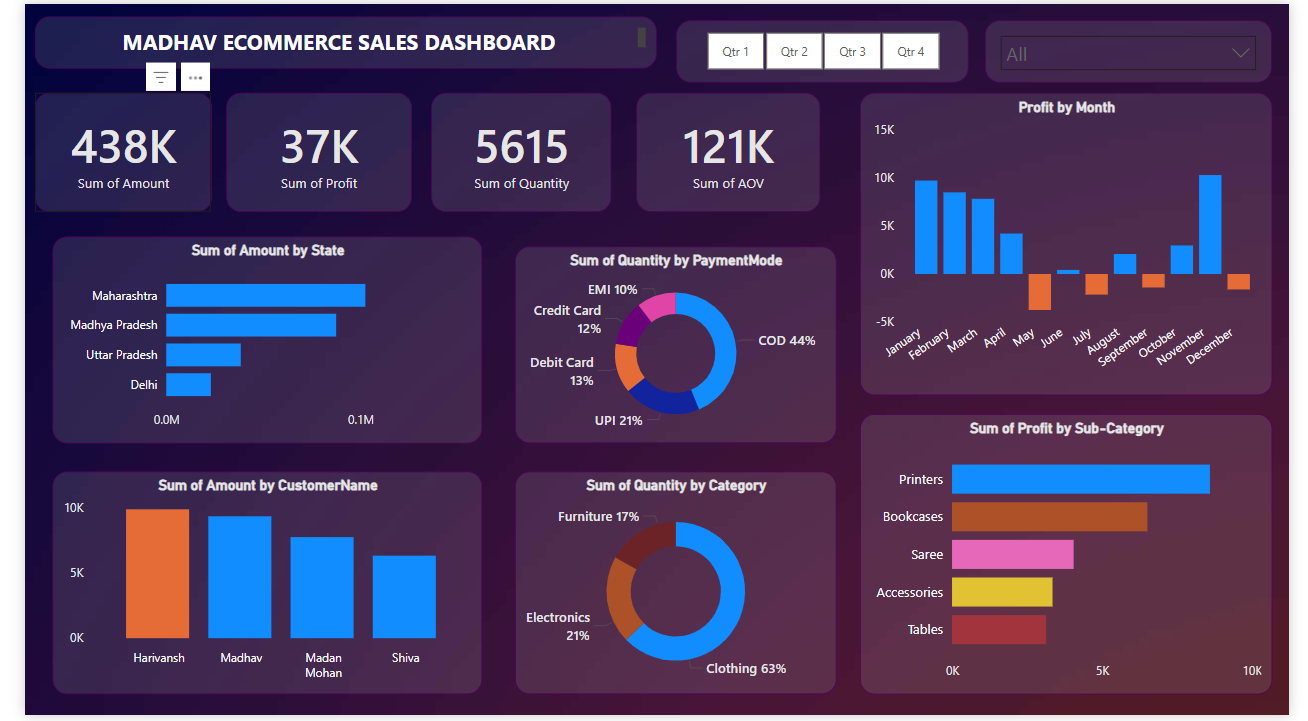 MADHAV ECOMMERCE SALES DASHBOARD
Qtr 1
Qtr 2
Qtr 3
Qtr 4
All
438K
Sum of Amount
37K
Sum of Profit
5615
Sum of Quantity
121K
Sum of AOV
Profit by Month
15K
10K
5K
0K
-5K
January
February
March
April
May
June
July
August
September
October
November
December
Sum of Amount by State
Maharashtra
Madhya Pradesh
Uttar Pradesh
Delhi
0.0M
0.1M
Sum of Quantity by PaymentMode
EMI 10%
Credit Card
12%
Debit Card
13%
UPI 21%
COD 44%
Sum of Profit by Sub-Category
Printers
Bookcases
Saree
Accessories
Tables
0K
5K
10K
Sum of Amount by CustomerName
10K
5K
0K
Harivansh
Madhav
Madan
Mohan
Shiva
Sum of Quantity by Category
Furniture 17%
Electronics
21%
Clothing 63%